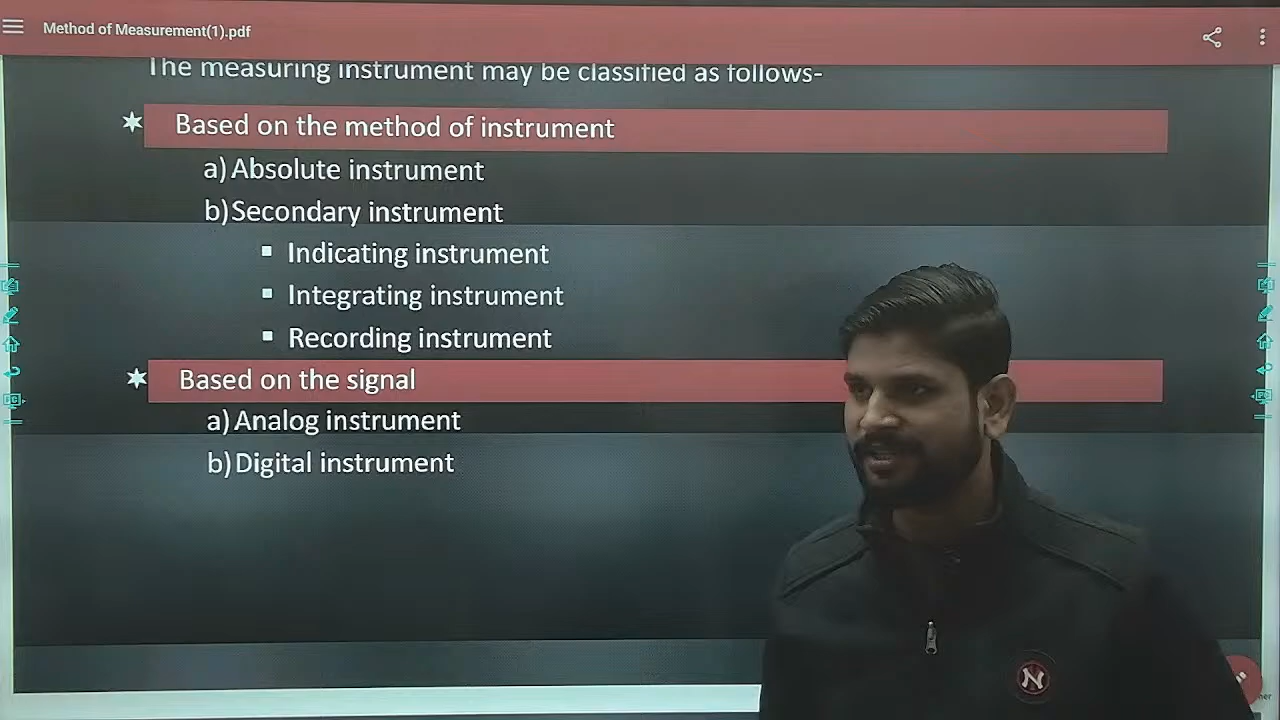 Method of Measurement(1).pdf
The measuring instrument may be classified as follows-
Based on the method of instrument
a) Absolute instrument
b) Secondary instrument
▪ Indicating instrument
▪ Integrating instrument
▪ Recording instrument
Based on the signal
a) Analog instrument
b) Digital instrument
N